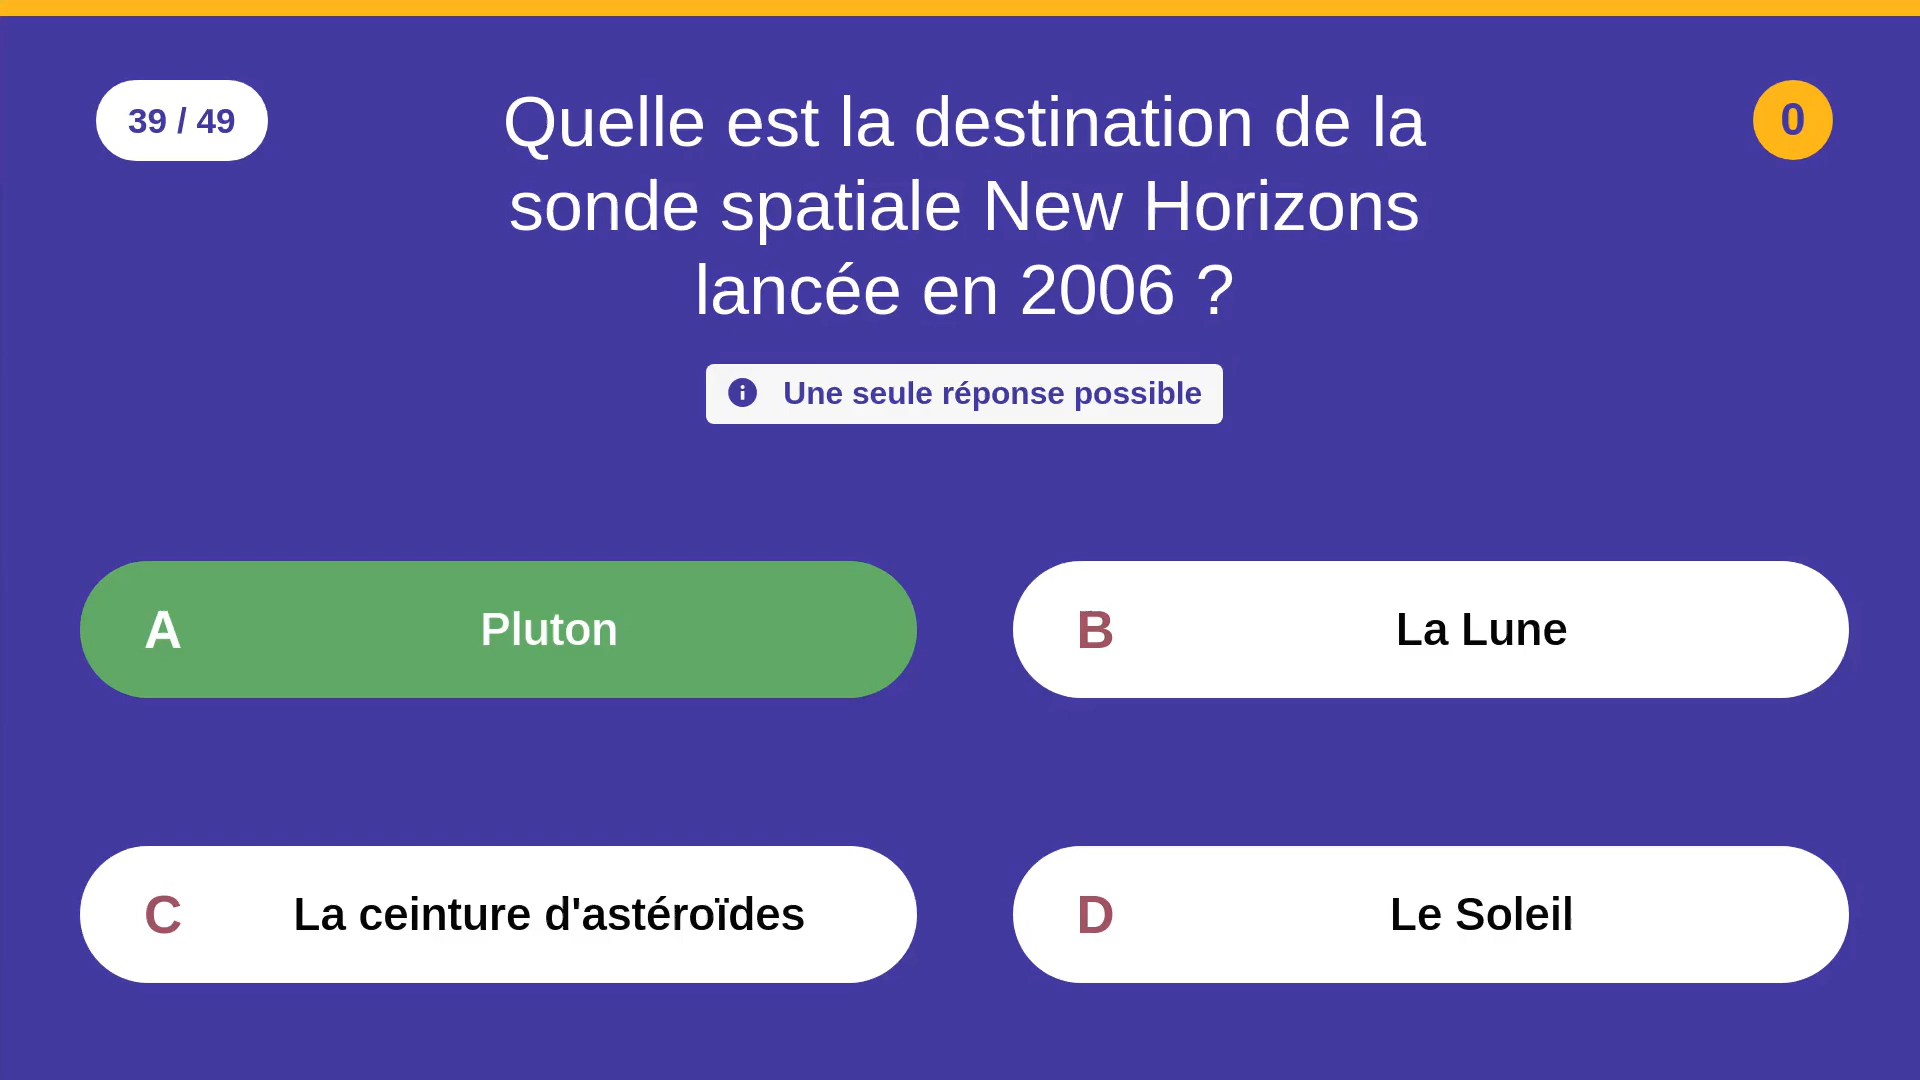 39 / 49
Quelle est la destination de la
sonde spatiale New Horizons
lancée en 2006 ?
0
Une seule réponse possible
A Pluton
B La Lune
C La ceinture d'astéroïdes
D Le Soleil